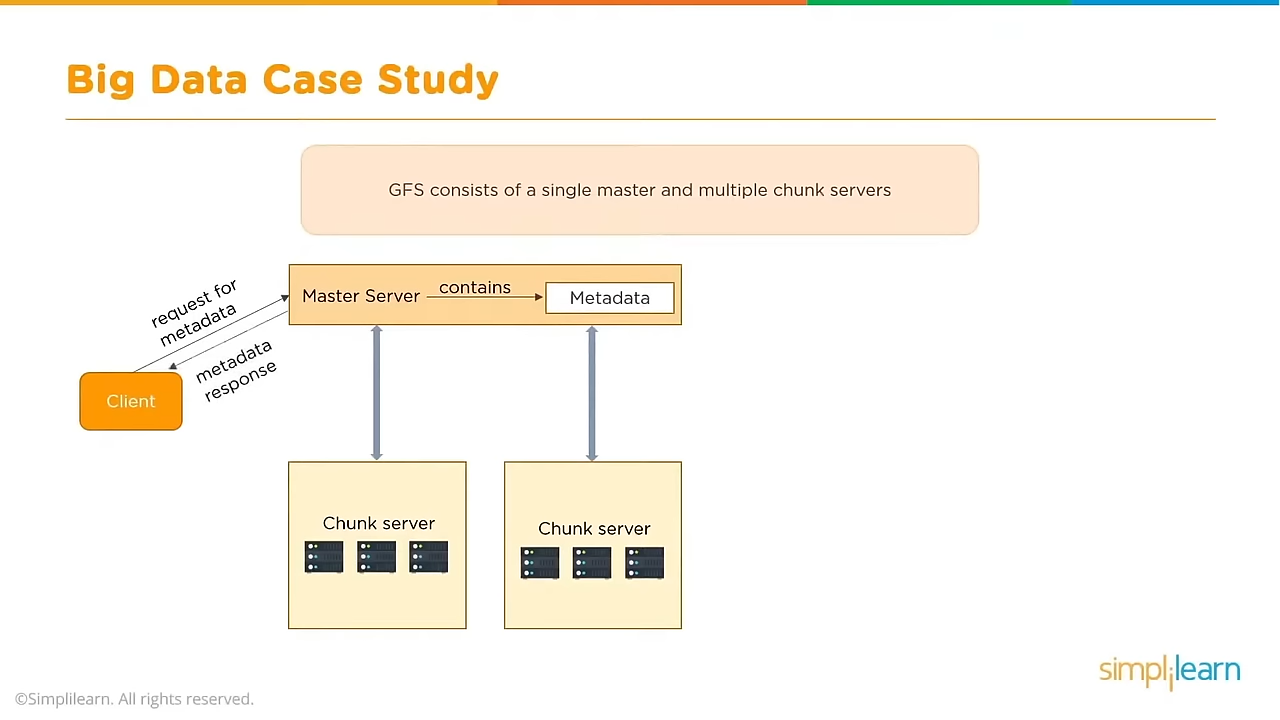 Big Data Case Study
GFS consists of a single master and multiple chunk servers
request for
metadata
metadata
response
Client
Master Server
contains
Metadata
Chunk server
Chunk server
simplilearn
©Simplilearn. All rights reserved.